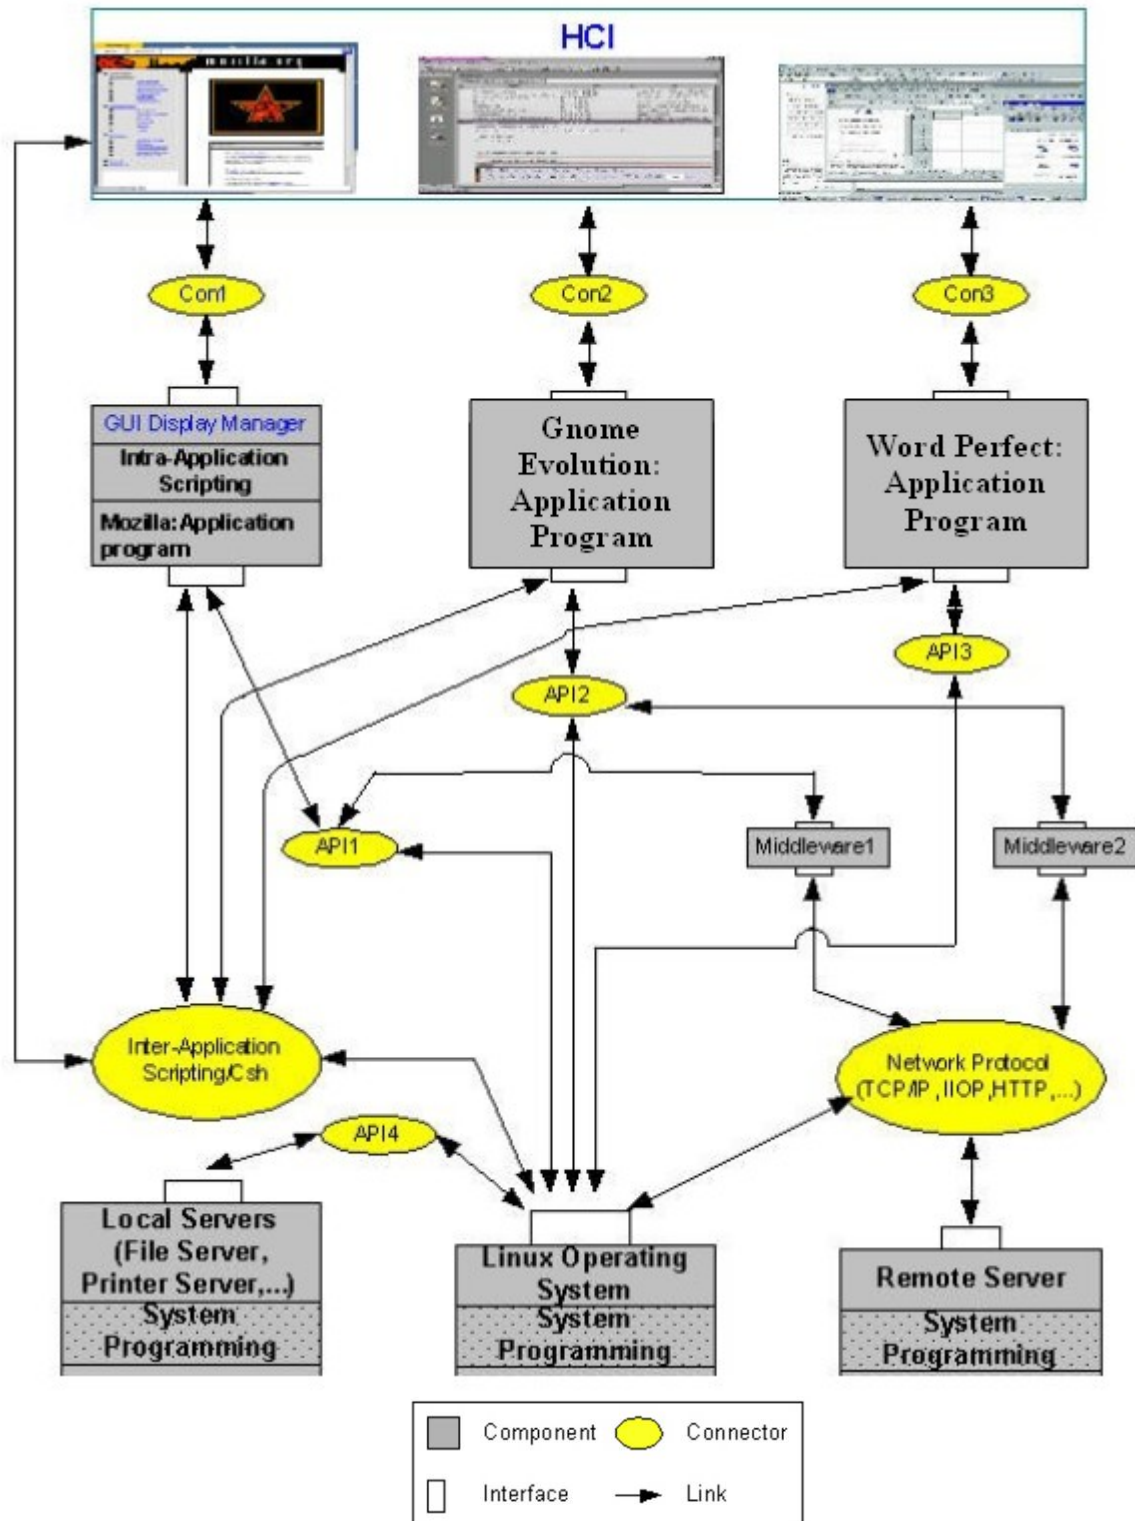 HCI
mozilla.org
Con1
Con2
Con3
GUI Display Manager
Intra-Application
Scripting
Mozilla: Application
program
Gnome
Evolution:
Application
Program
Word Perfect:
Application
Program
API3
API2
API1
Middleware1
Middleware2
Inter-Application
Scripting/Csh
Network Protocol
(TCP/IP, IIOP, HTTP, ...)
API4
Local Servers
(File Server,
Printer Server,...)
System
Programming
Linux Operating
System
System
Programming
Remote Server
System
Programming
Component
Connector
Interface
Link